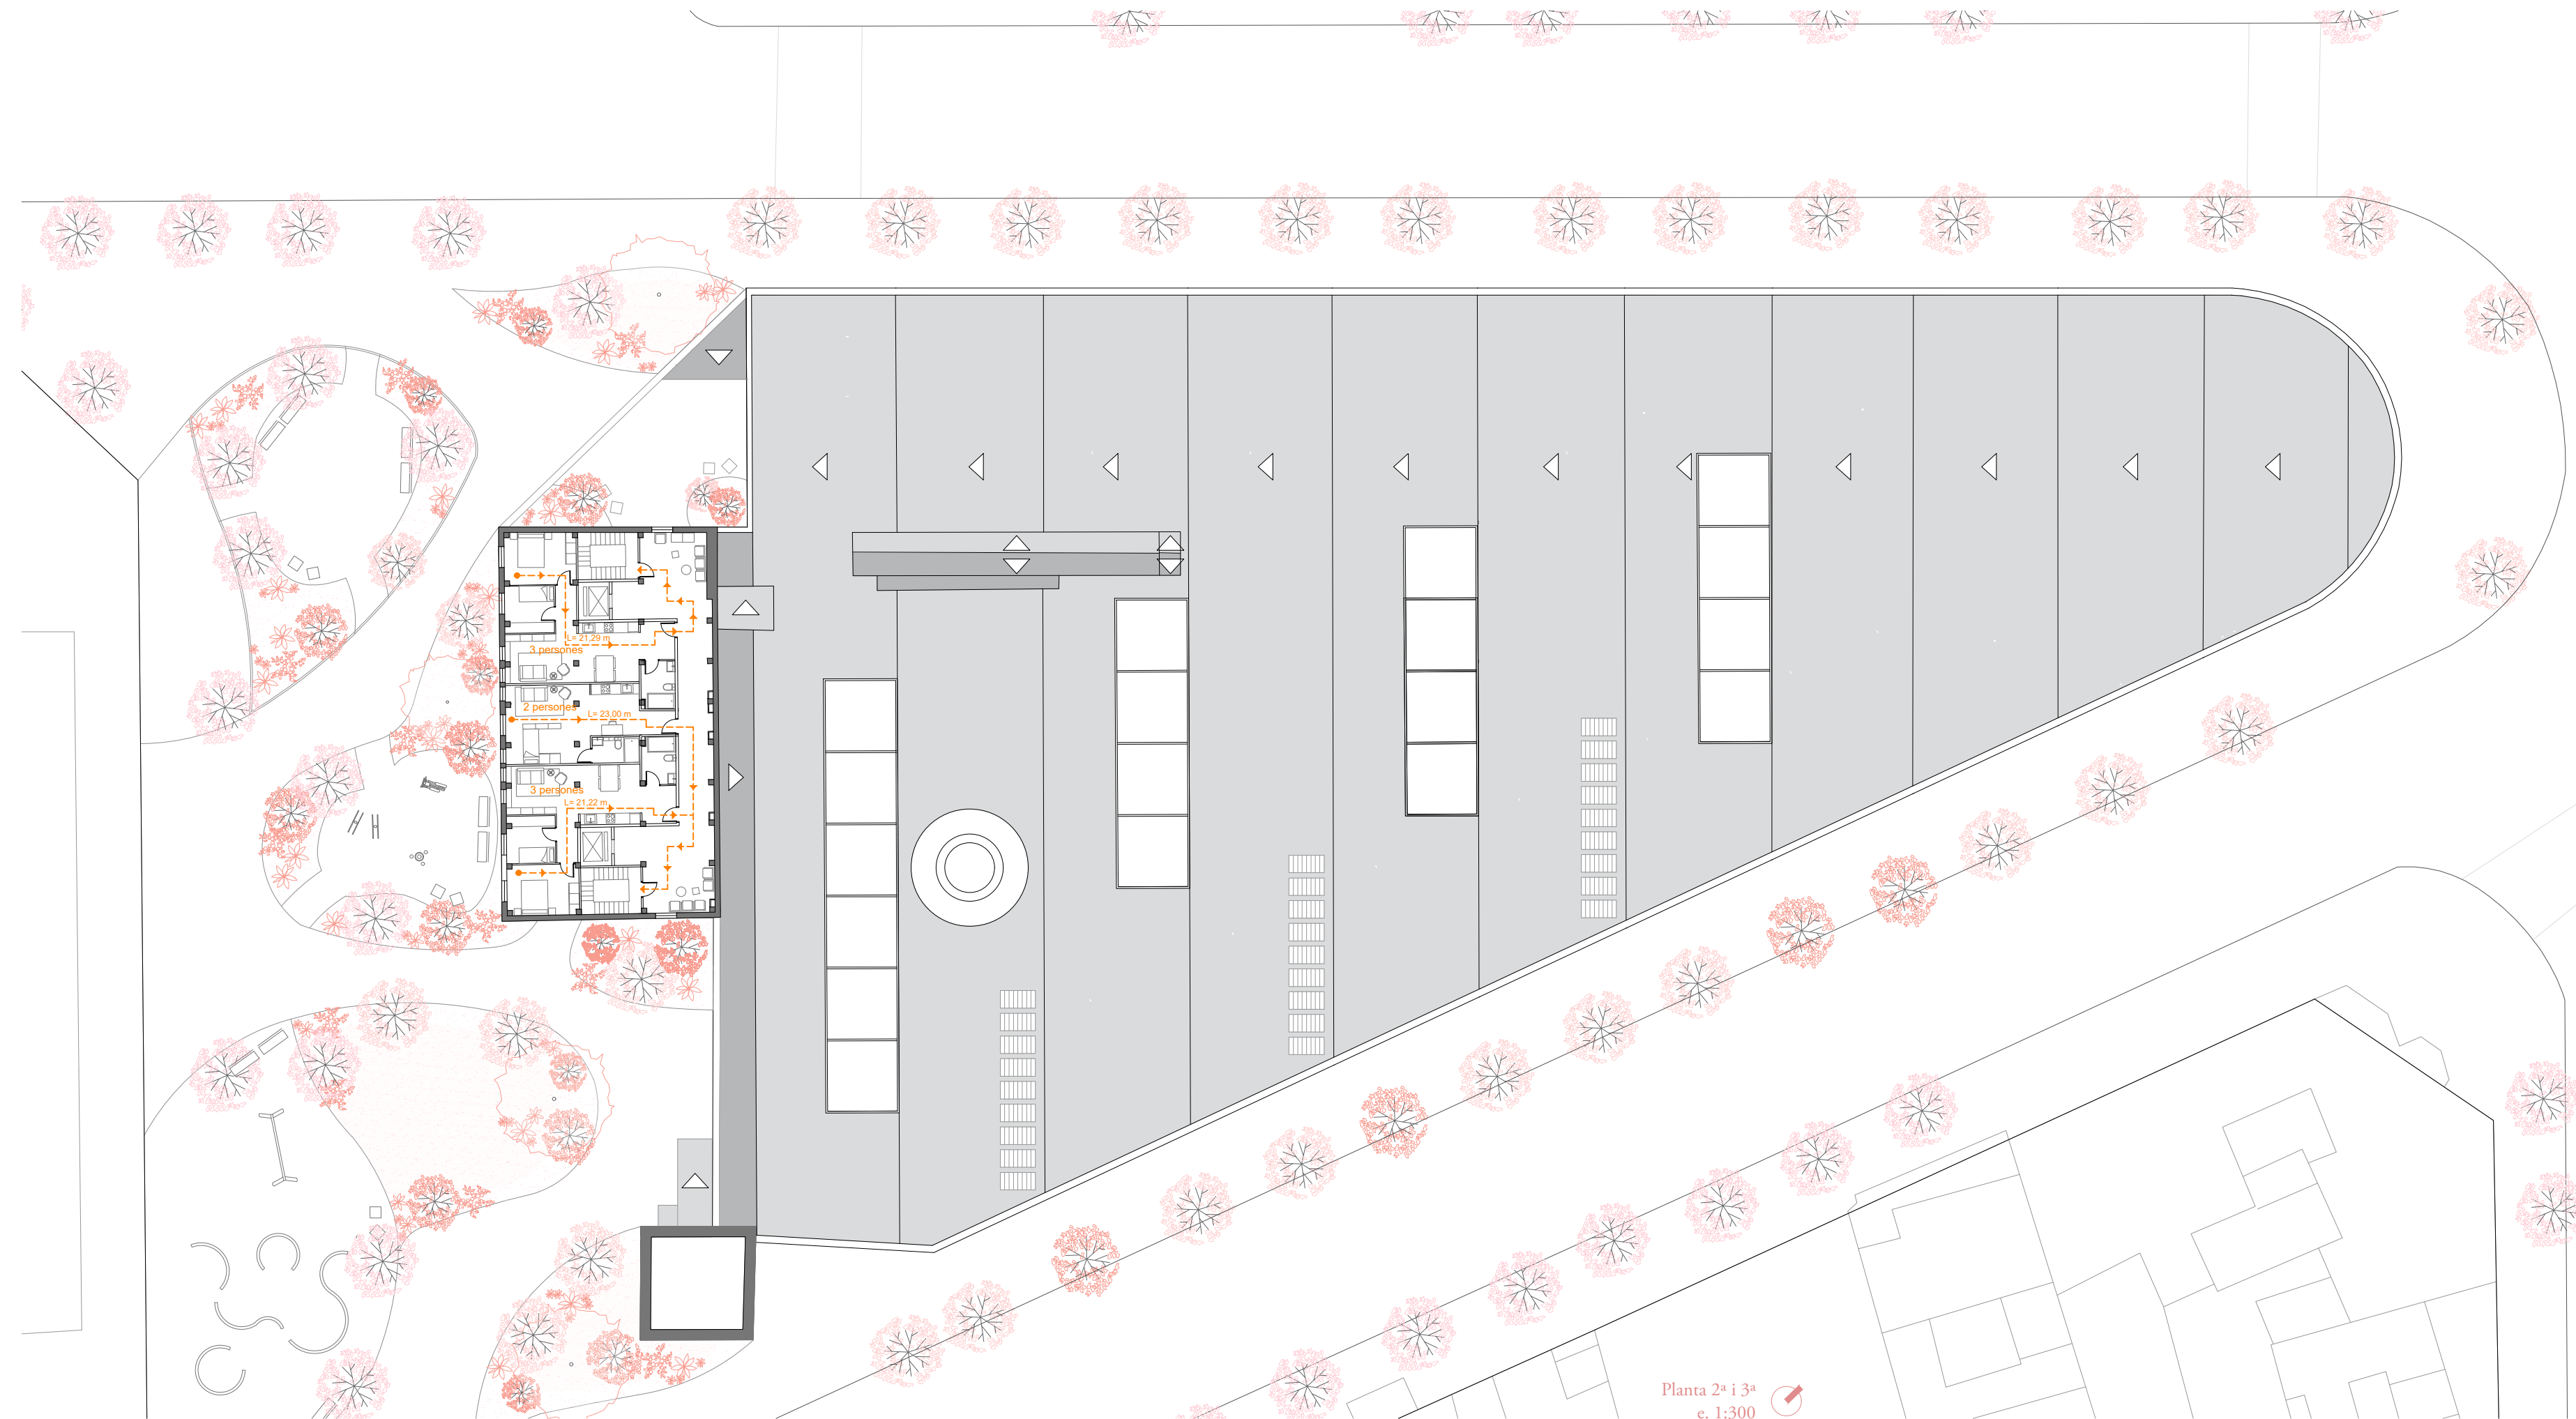 L= 21,29 m
3 persones
2 persones
L= 23,00 m
3 persones
L= 21,22 m
Planta 2ª i 3ª
e. 1:300